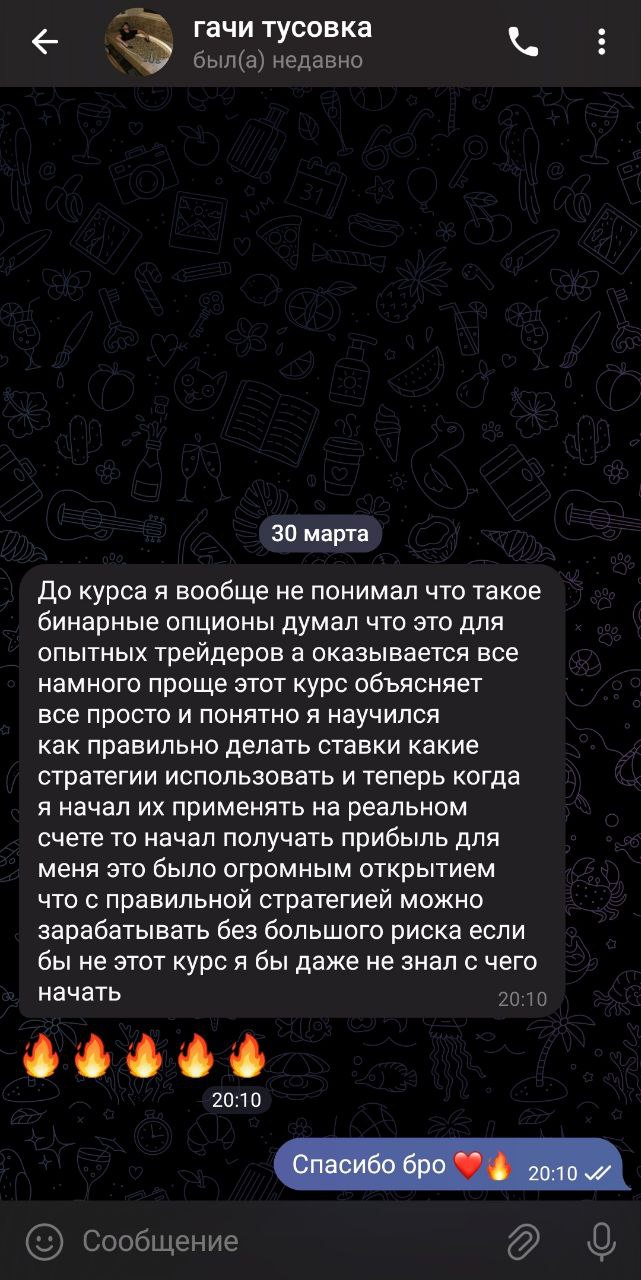 гачи тусовка
был(а) недавно
30 марта
До курса я вообще не понимал что такое
бинарные опционы думал что это для
опытных трейдеров а оказывается все
намного проще этот курс объясняет
все просто и понятно я научился
как правильно делать ставки какие
стратегии использовать и теперь когда
я начал их применять на реальном
счете то начал получать прибыль для
меня это было огромным открытием
что с правильной стратегией можно
зарабатывать без большого риска если
бы не этот курс я бы даже не знал с чего
начать
20:10
🔥🔥🔥🔥🔥
20:10
Спасибо бро ❤️🔥 20:10
Сообщение